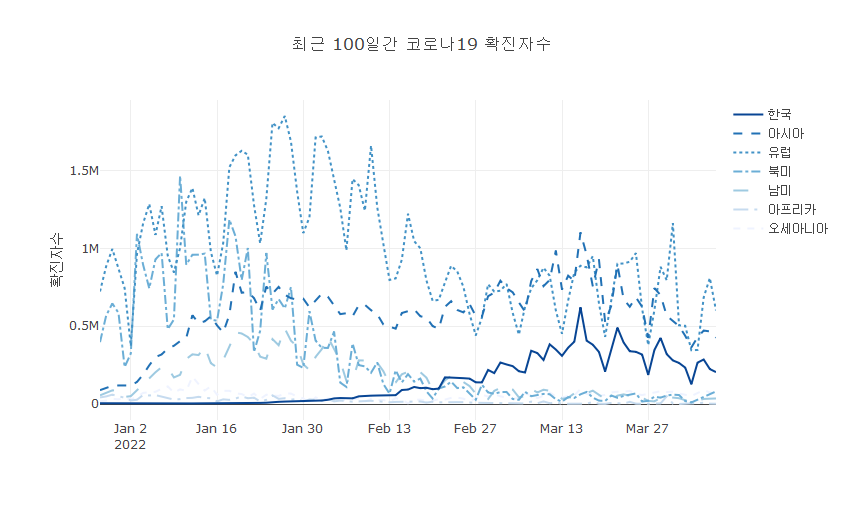 최근 100일간 코로나19 확진자수
확진자수
1.5M
1M
0.5M
0
Jan 2
2022
Jan 16
Jan 30
Feb 13
Feb 27
Mar 13
Mar 27
한국
아시아
유럽
북미
남미
아프리카
오세아니아